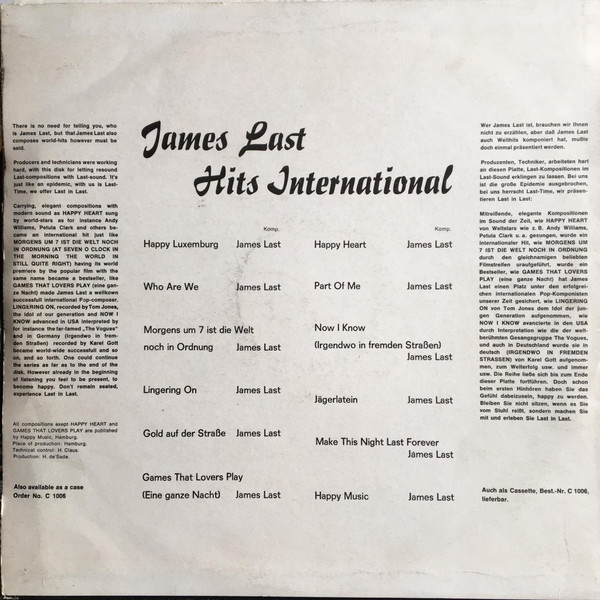 James Last
Hits International
There is no need for telling you, who
is James Last, but that James Last also
composes world-hits however must be
said.
Producers and technicians were working
hard, with this disk for letting resound
Last-compositions with Last-sound. It's
just like an epidemic, with us is Last-
Time, we offer Last in Last.
Carrying, elegant compositions with
modern sound as HAPPY HEART sung
by world-stars as for instance Andy
Williams, Petula Clark and others be-
came an international hit just like
MORGENS UM 7 IST DIE WELT NOCH
IN ORDNUNG (AT SEVEN O CLOCK IN
THE MORNING THE WORLD IN
STILL QUITE RIGHT) having its world
premiere by the popular film with the
same name became a bestseller, like
GAMES THAT LOVERS PLAY (eine gan-
ze Nacht) made James Last a wellkown
successfull international Pop-composer.
LINGERING ON, recorded by Tom Jones,
the idol of our generation and NOW I
KNOW advanced in USA interpreted by
for instance the far-famed „The Vogues"
and in Germany (Irgendwo in frem-
den Straßen) recorded by Karel Gott
became world-wide successfull and so
on, and so forth. One could continue
the series as far as to the end of the
disk. However already in the beginning
of listening you feel to be present, to
become happy. Don't remain seated,
experience Last in Last.
All compositions exept HAPPY HEART and
GAMES THAT LOVERS PLAY are published
by Happy Music, Hamburg.
Place of production: Hamburg.
Technical control: H. Claus.
Production: H. de'Sade.
Also available as a case
Order No. C 1006
Komp.
Happy Luxemburg James Last
Who Are We James Last
Morgens um 7 ist die Welt
noch in Ordnung James Last
Lingering On James Last
Gold auf der Straße James Last
Games That Lovers Play
(Eine ganze Nacht) James Last
Komp.
Happy Heart James Last
Part Of Me James Last
Now I Know
(Irgendwo in fremden Straßen)
James Last
Jägerlatein James Last
Make This Night Last Forever
James Last
Happy Music James Last
Wer James Last ist, brauchen wir Ihnen
nicht zu erzählen, aber daß James Last
auch Welthits komponiert hat, mußte
doch einmal präsentiert werden.
Produzenten, Techniker, arbeiteten hart
an diesen Platte, Last-Kompositionen im
Last-Sound erklingen zu lassen. Bei uns
ist die große Epidemie ausgebrochen,
bei uns herrscht Last-Time, wir präsen-
tieren Last in Last:
Mitreißende, elegante Kompositionen
im Sound der Zeit, wie HAPPY HEART
von Weltstars wie z. B. Andy Williams,
Petula Clark u. a. gesungen, wurde ein
internationaler Hit, wie MORGENS UM
7 IST DIE WELT NOCH IN ORDNUNG
durch den gleichnamigen beliebten
Filmstreifen uraufgeführt, wurde ein
Bestseller, wie GAMES THAT LOVERS
PLAY (eine ganze Nacht) hat James
Last einen Platz unter den erfolgrei-
chen internationalen Pop-Komponisten
unserer Zeit gesichert, wie LINGERING
ON von Tom Jones dem Idol der jun-
gen Generation aufgenommen, wie
NOW I KNOW avancierte in den USA
durch Interpretation wie die der welt-
berühmten Gesangsgruppe The Vogues,
und auch in Deutschland wurde sie in
deutsch (IRGENDWO IN FREMDEN
STRASSEN) von Karel Gott aufgenom-
men, zum Welterfolg usw. und immer
usw. Die Reihe ließe sich bis zum Ende
dieser Platte fortführen. Doch schon
beim ersten Hinhören haben Sie das
Gefühl dabeizusein, happy zu werden.
Bleiben Sie nicht sitzen, wenn es Sie
vom Stuhl reißt, sondern machen Sie
mit und erleben Sie Last in Last.
Auch als Cassette, Best.-Nr. C 1006,
lieferbar.